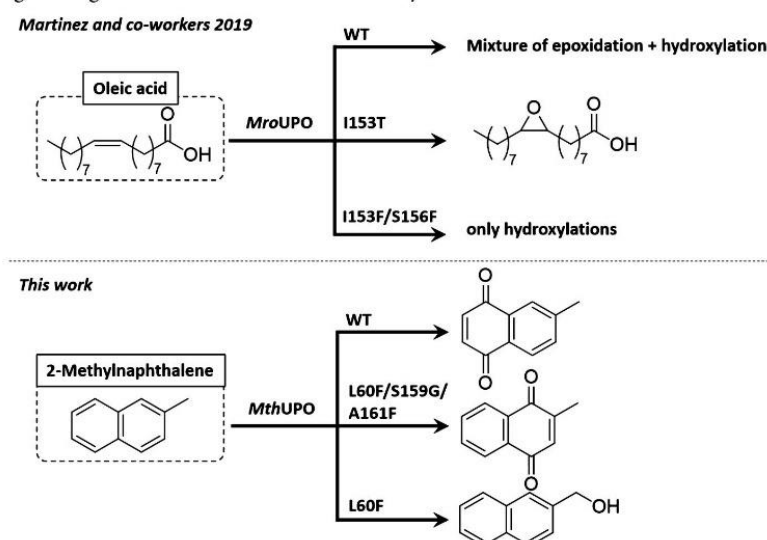 Martinez and co-workers 2019
WT
Mixture of epoxidation + hydroxylation
Oleic acid
MroUPO
I153T
O
O
OH
7
7
O
O
OH
7
7
I153F/S156F
only hydroxylations
This work
WT
O
O
2-Methylnaphthalene
MthUPO
L60F/S159G/
A161F
O
O
L60F
OH